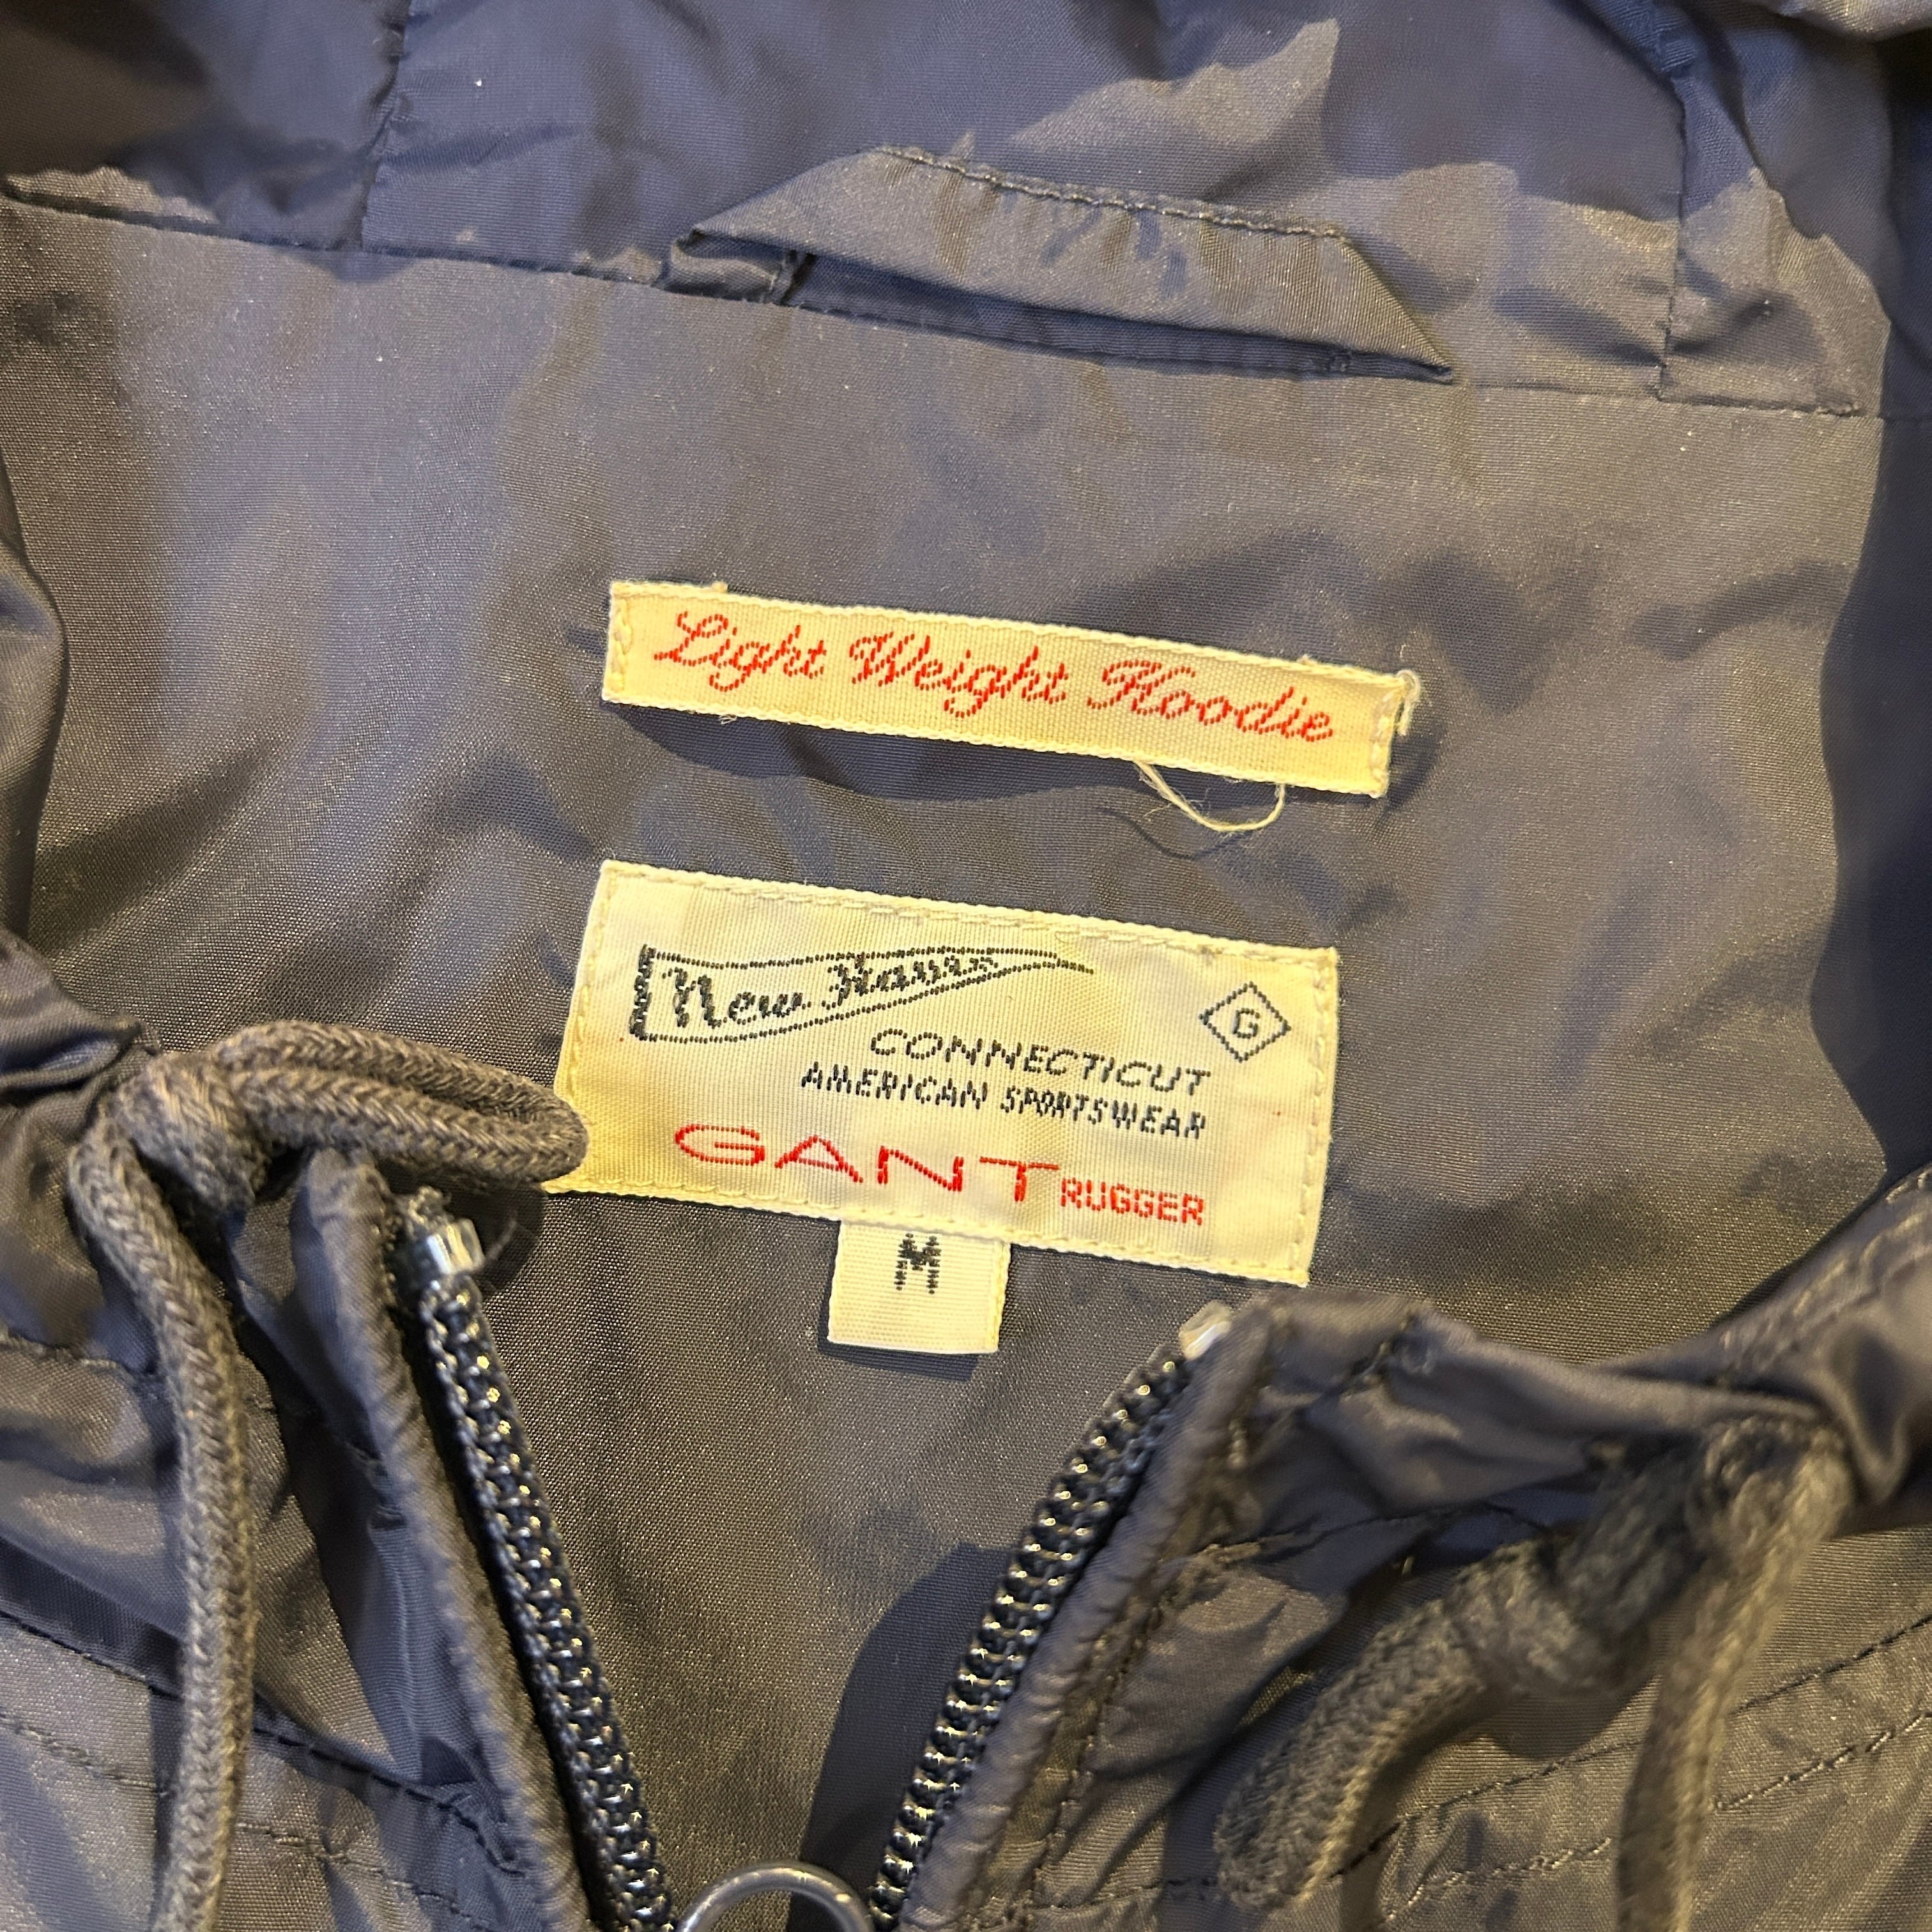 Light Weight Hoodie
New Haven
G
CONNECTICUT
AMERICAN SPORTSWEAR
GANT RUGGER
M